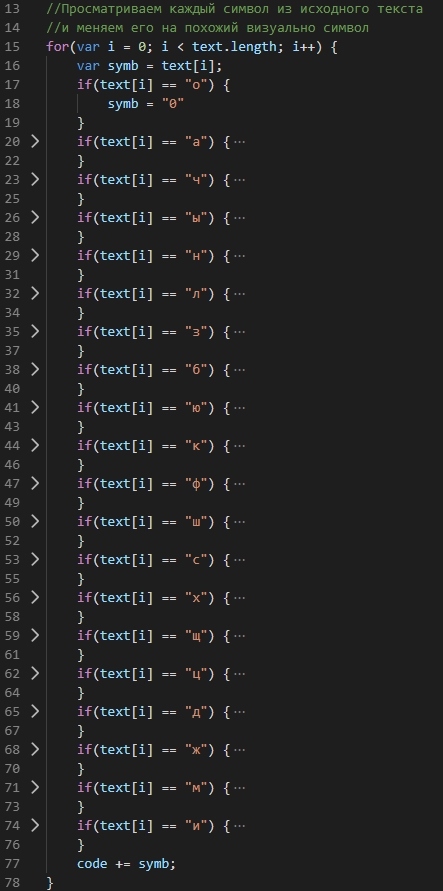 13 //Просматриваем каждый символ из исходного текста
14 //и меняем его на похожий визуально символ
15 for(var i = 0; i < text.length; i++) {
16 var symb = text[i];
17 if(text[i] == "о") {
18 symb = "0"
19 }
20 > if(text[i] == "а") {···
22 }
23 > if(text[i] == "ч") {···
25 }
26 > if(text[i] == "ы") {···
28 }
29 > if(text[i] == "н") {···
31 }
32 > if(text[i] == "л") {···
34 }
35 > if(text[i] == "з") {···
37 }
38 > if(text[i] == "б") {···
40 }
41 > if(text[i] == "ю") {···
43 }
44 > if(text[i] == "к") {···
46 }
47 > if(text[i] == "ф") {···
49 }
50 > if(text[i] == "ш") {···
52 }
53 > if(text[i] == "с") {···
55 }
56 > if(text[i] == "х") {···
58 }
59 > if(text[i] == "щ") {···
61 }
62 > if(text[i] == "ц") {···
64 }
65 > if(text[i] == "д") {···
67 }
68 > if(text[i] == "ж") {···
70 }
71 > if(text[i] == "м") {···
73 }
74 > if(text[i] == "и") {···
76 }
77 code += symb;
78 }